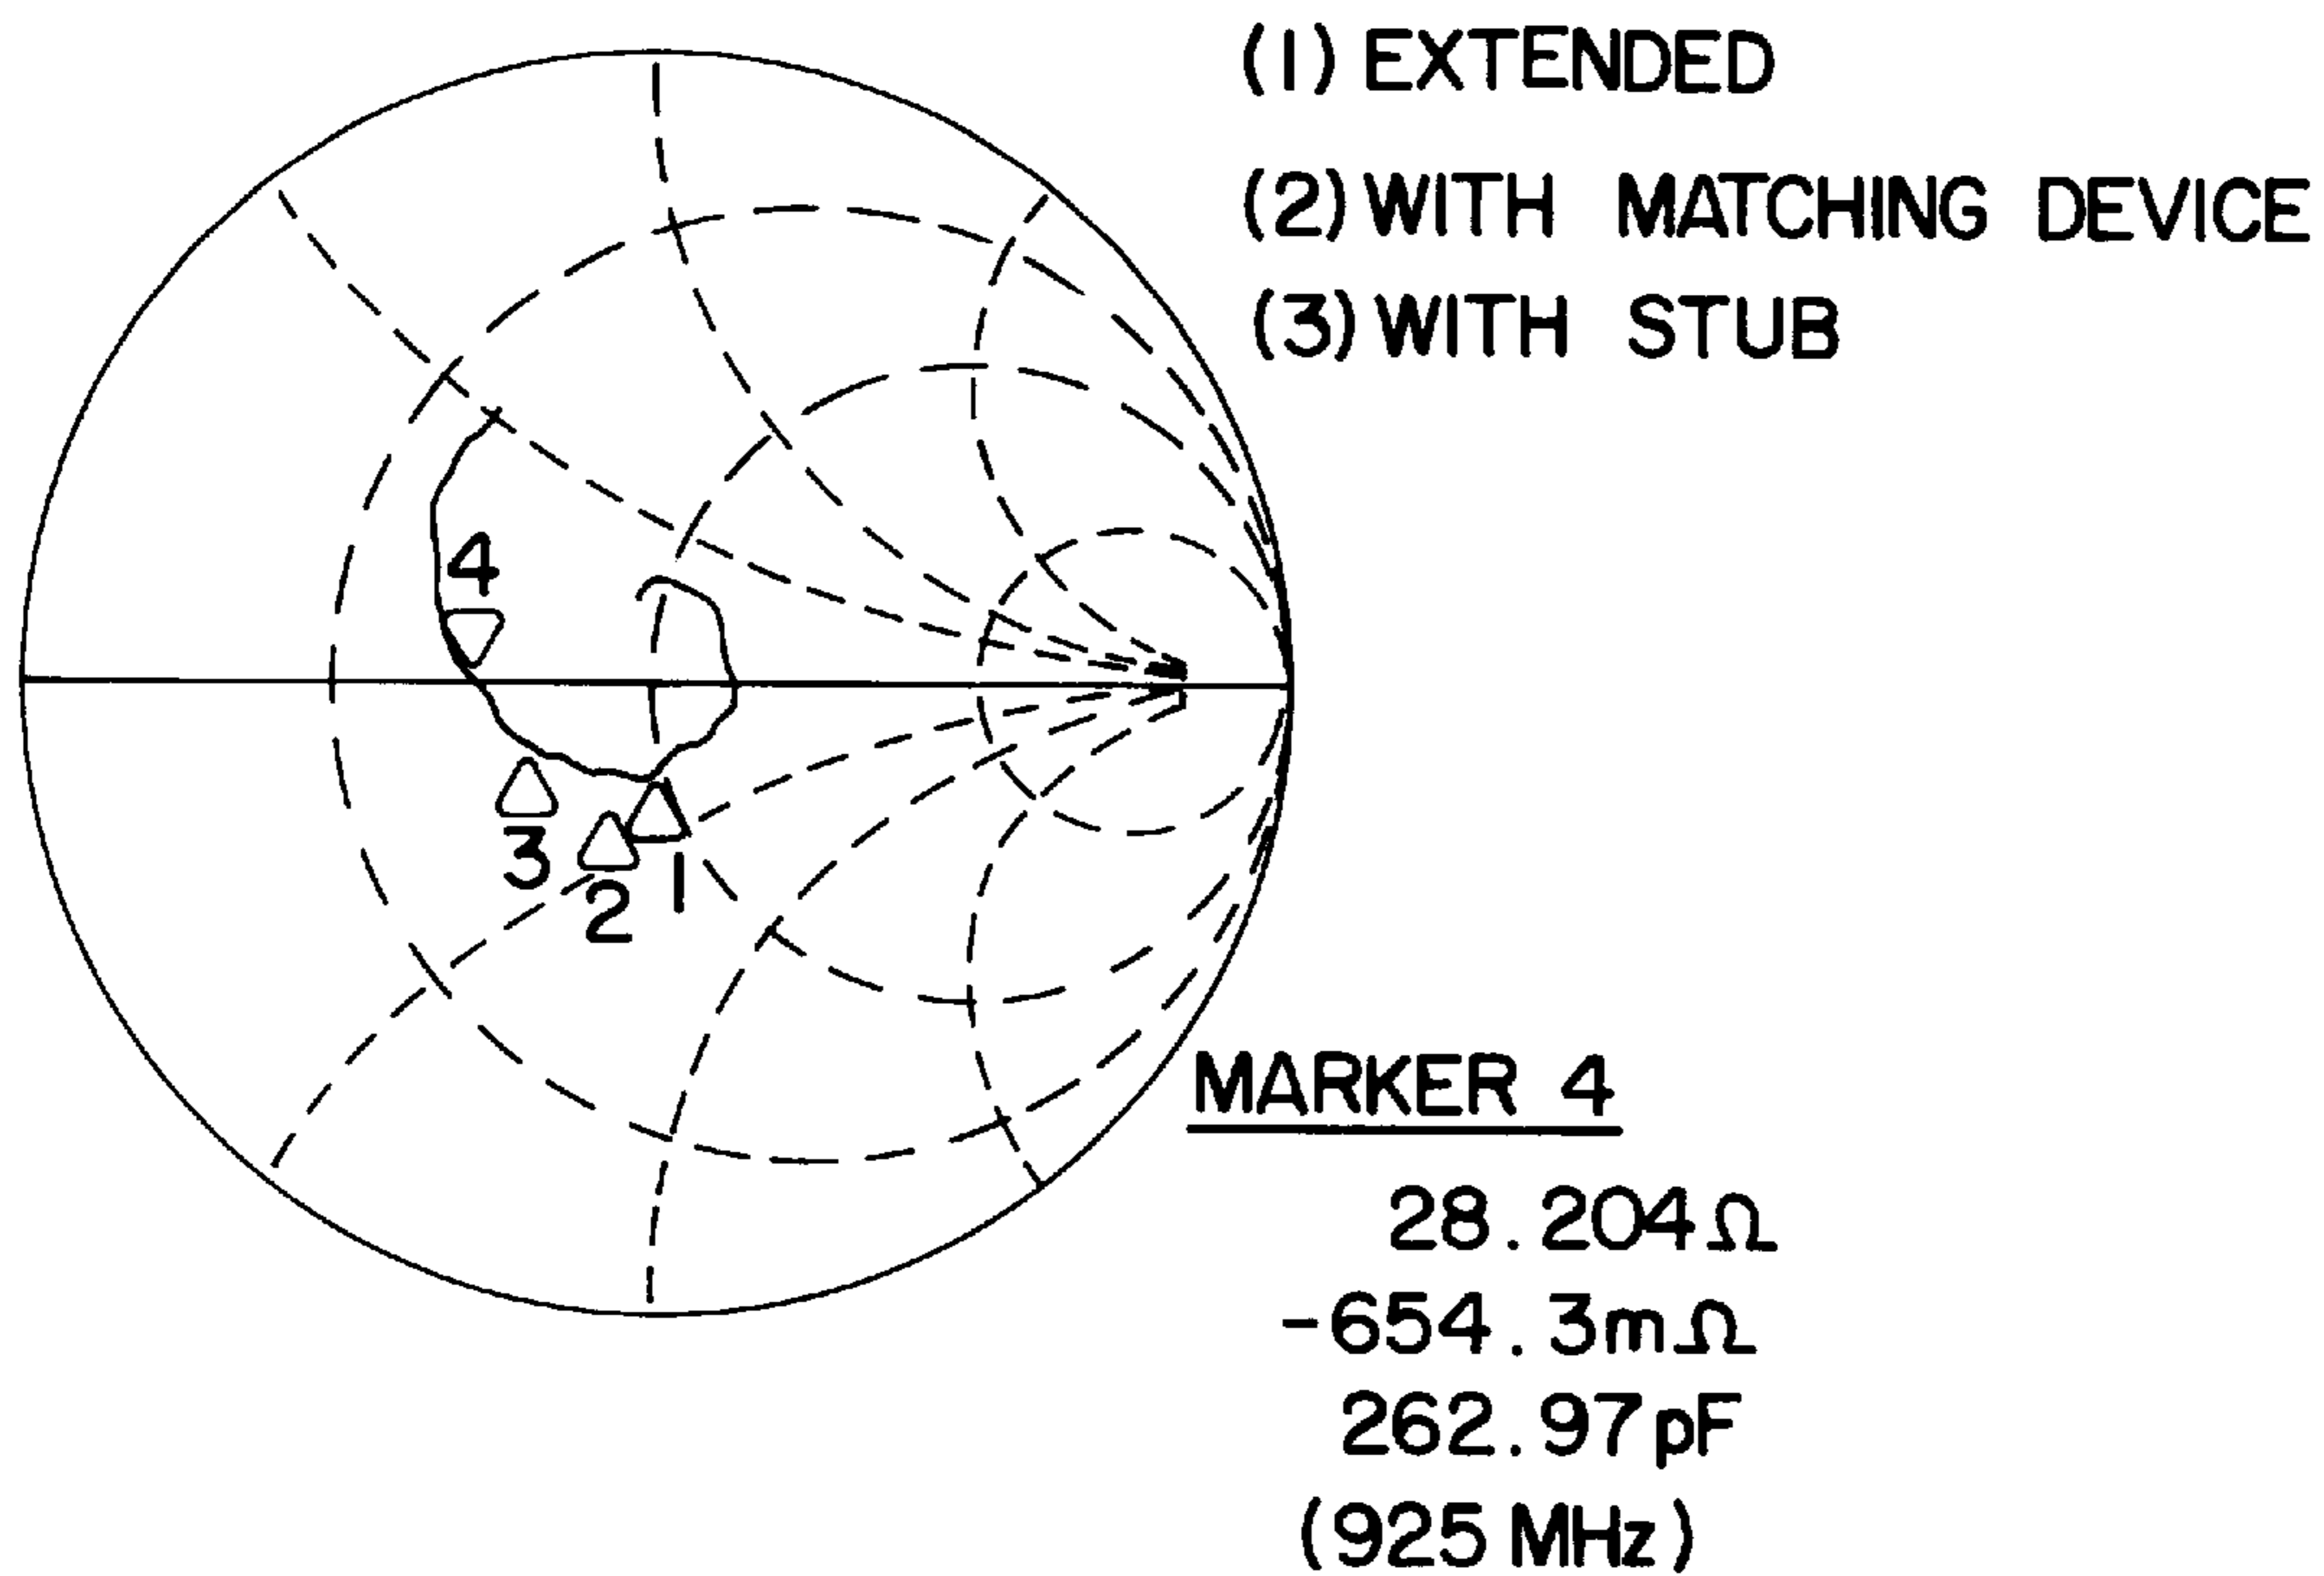 (1) EXTENDED
(2) WITH MATCHING DEVICE
(3) WITH STUB
4
3
2
1
MARKER 4
28.204Ω
-654.3mΩ
262.97pF
(925 MHz)